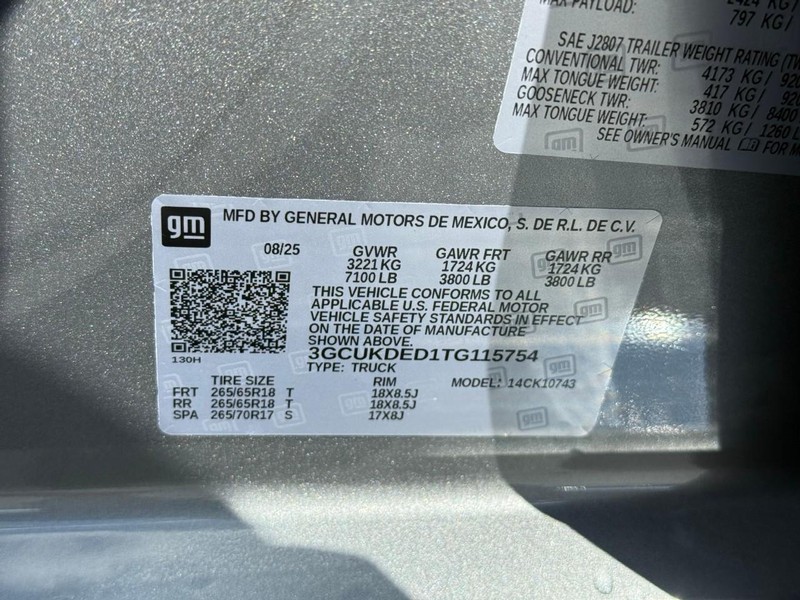 MAX PAYLOAD:
797 KG /
SAE J2807 TRAILER WEIGHT RATING
CONVENTIONAL TWR: 4173 KG / 920
MAX TONGUE WEIGHT: 417 KG / 920
GOOSENECK TWR: 3810 KG / 8400
MAX TONGUE WEIGHT: 572 KG / 1260 L
SEE OWNER'S MANUAL FOR M
gm MFD BY GENERAL MOTORS DE MEXICO, S. DE R.L. DE C.V.
08/25 GVWR GAWR FRT GAWR RR
3221 KG 1724 KG 1724 KG
7100 LB 3800 LB 3800 LB
THIS VEHICLE CONFORMS TO ALL
APPLICABLE U.S. FEDERAL MOTOR
VEHICLE SAFETY STANDARDS IN EFFECT
ON THE DATE OF MANUFACTURE
SHOWN ABOVE.
130H 3GCUKDED1TG115754
TYPE: TRUCK
TIRE SIZE RIM MODEL: 14CK10743
FRT 265/65R18 T 18X8.5J
RR 265/65R18 T 18X8.5J
SPA 265/70R17 S 17X8J